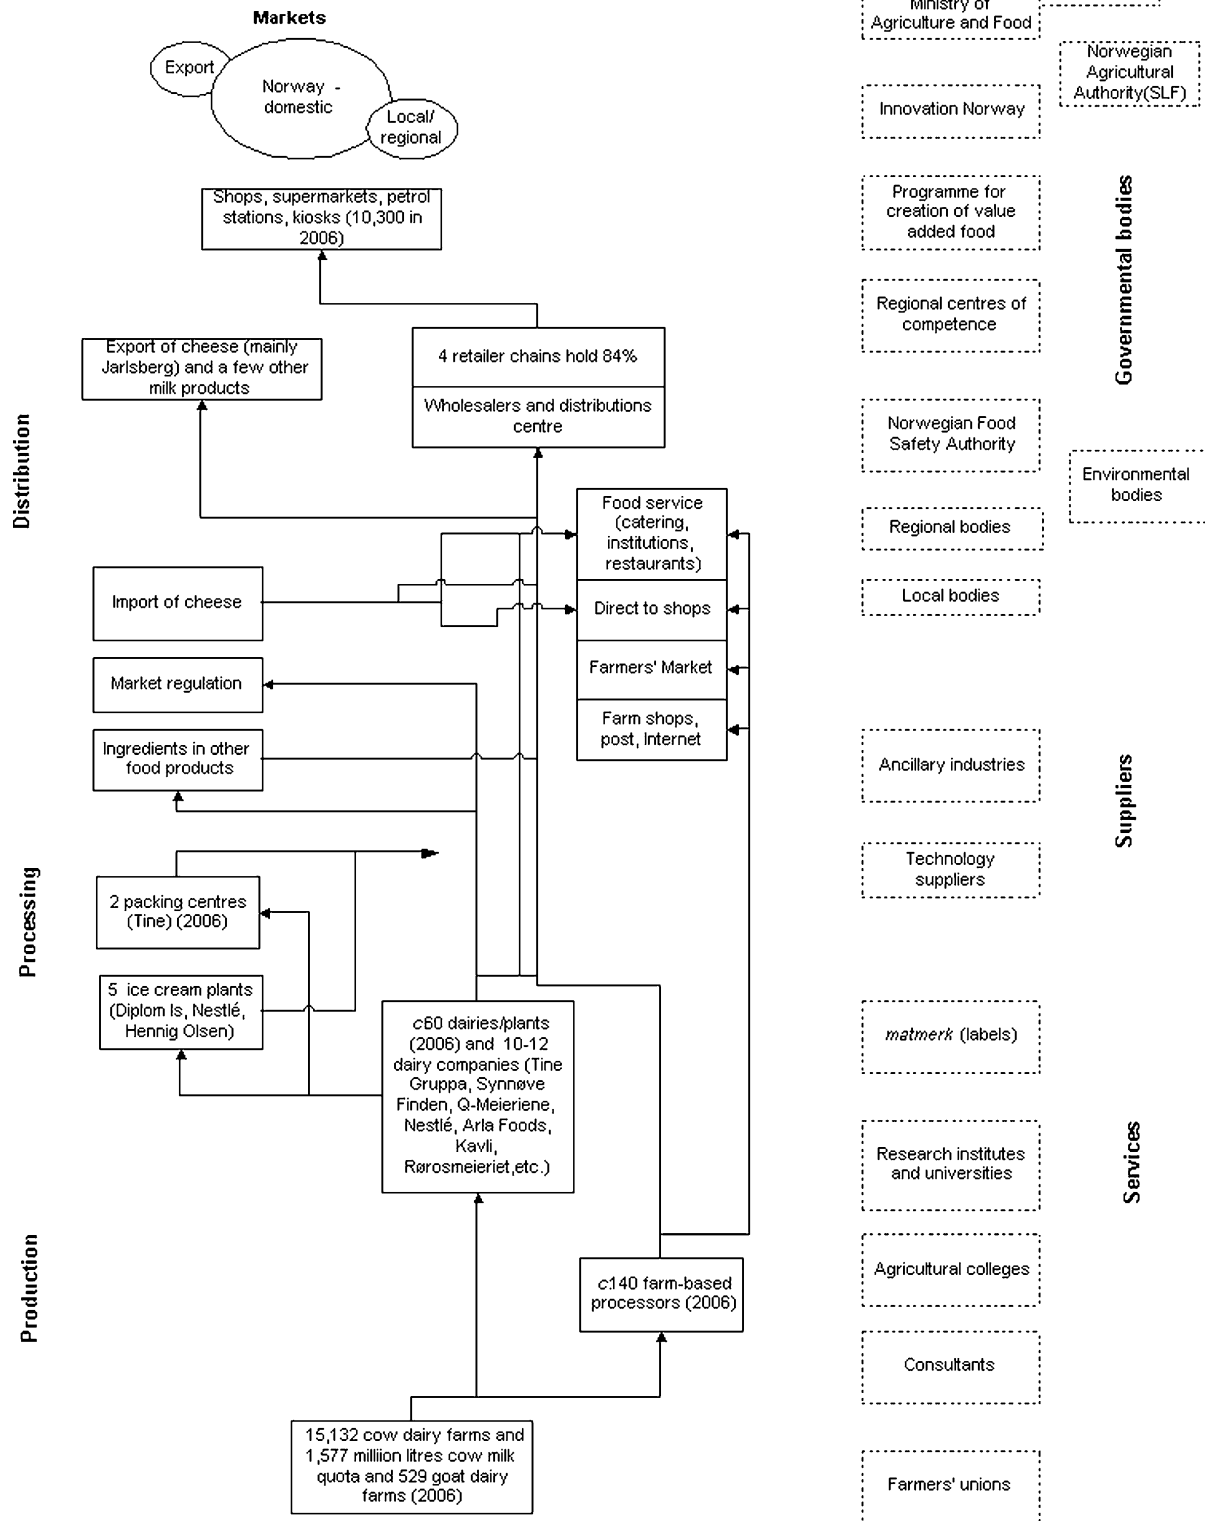 Markets
Export
Norway -
domestic
Local/
regional
Shops, supermarkets, petrol
stations, kiosks (10,300 in
2006)
4 retailer chains hold 84%
Export of cheese (mainly
Jarlsberg) and a few other
milk products
Wholesalers and distributions
centre
Distribution
Food service
(catering,
institutions,
restaurants)
Import of cheese
Direct to shops
Market regulation
Farmers' Market
Farm shops,
post, Internet
Ingredients in other
food products
Processing
2 packing centres
(Tine) (2006)
5 ice cream plants
(Diplom Is, Nestlé,
Hennig Olsen)
c60 dairies/plants
(2006) and 10-12
dairy companies (Tine
Gruppa, Synnøve
Finden, Q-Meieriene,
Nestlé, Arla Foods,
Kavli,
Rørosmeieriet,etc.)
Production
c140 farm-based
processors (2006)
15,132 cow dairy farms and
1,577 milliion litres cow milk
quota and 529 goat dairy
farms (2006)
Ministry of
Agriculture and Food
Norwegian
Agricultural
Authority(SLF)
Innovation Norway
Programme for
creation of value
added food
Regional centres of
competence
Governmental bodies
Norwegian Food
Safety Authority
Environmental
bodies
Regional bodies
Local bodies
Ancillary industries
Suppliers
Technology
suppliers
matmerk (labels)
Research institutes
and universities
Services
Agricultural colleges
Consultants
Farmers' unions